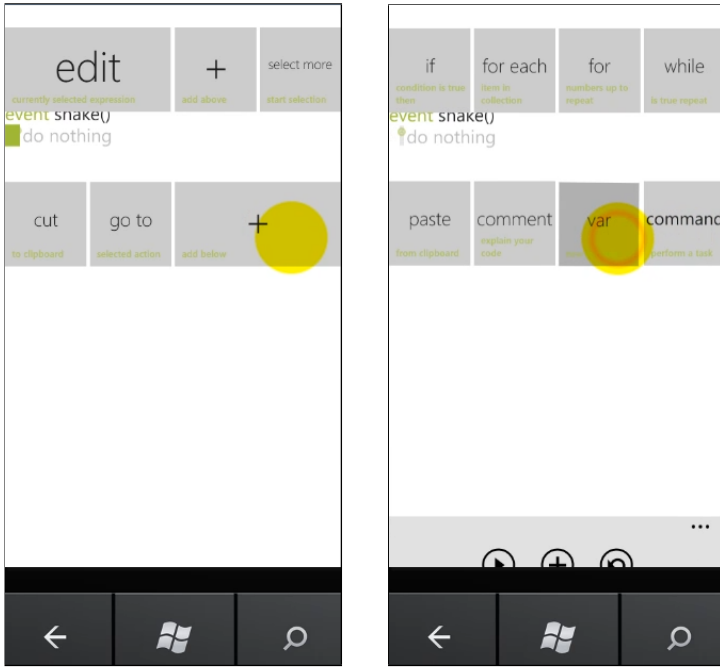 edit
currently selected expression
+
add above
select more
start selection
event shake()
do nothing
cut
to clipboard
go to
selected action
+
add below
if
condition is true
then
for each
item in
collection
for
numbers up to
repeat
while
is true repeat
event shake()
do nothing
paste
from clipboard
comment
explain your
code
var
command
perform a task